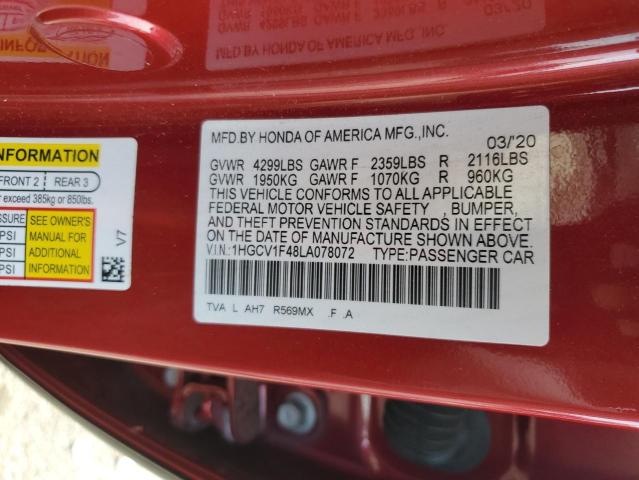 MFD.BY HONDA OF AMERICA MFG.,INC. 03/'20
GVWR 4299LBS GAWR F 2359LBS R 2116LBS
GVWR 1950KG GAWR F 1070KG R 960KG
THIS VEHICLE CONFORMS TO ALL APPLICABLE
FEDERAL MOTOR VEHICLE SAFETY , BUMPER,
AND THEFT PREVENTION STANDARDS IN EFFECT
ON THE DATE OF MANUFACTURE SHOWN ABOVE.
V.I.N.:1HGCV1F48LA078072 TYPE:PASSENGER CAR
TVA L AH7 R569MX .F .A
INFORMATION
FRONT 2 REAR 3
exceed 385kg or 850lbs.
SEE OWNER'S
PSI MANUAL FOR
PSI ADDITIONAL
PSI INFORMATION
V7